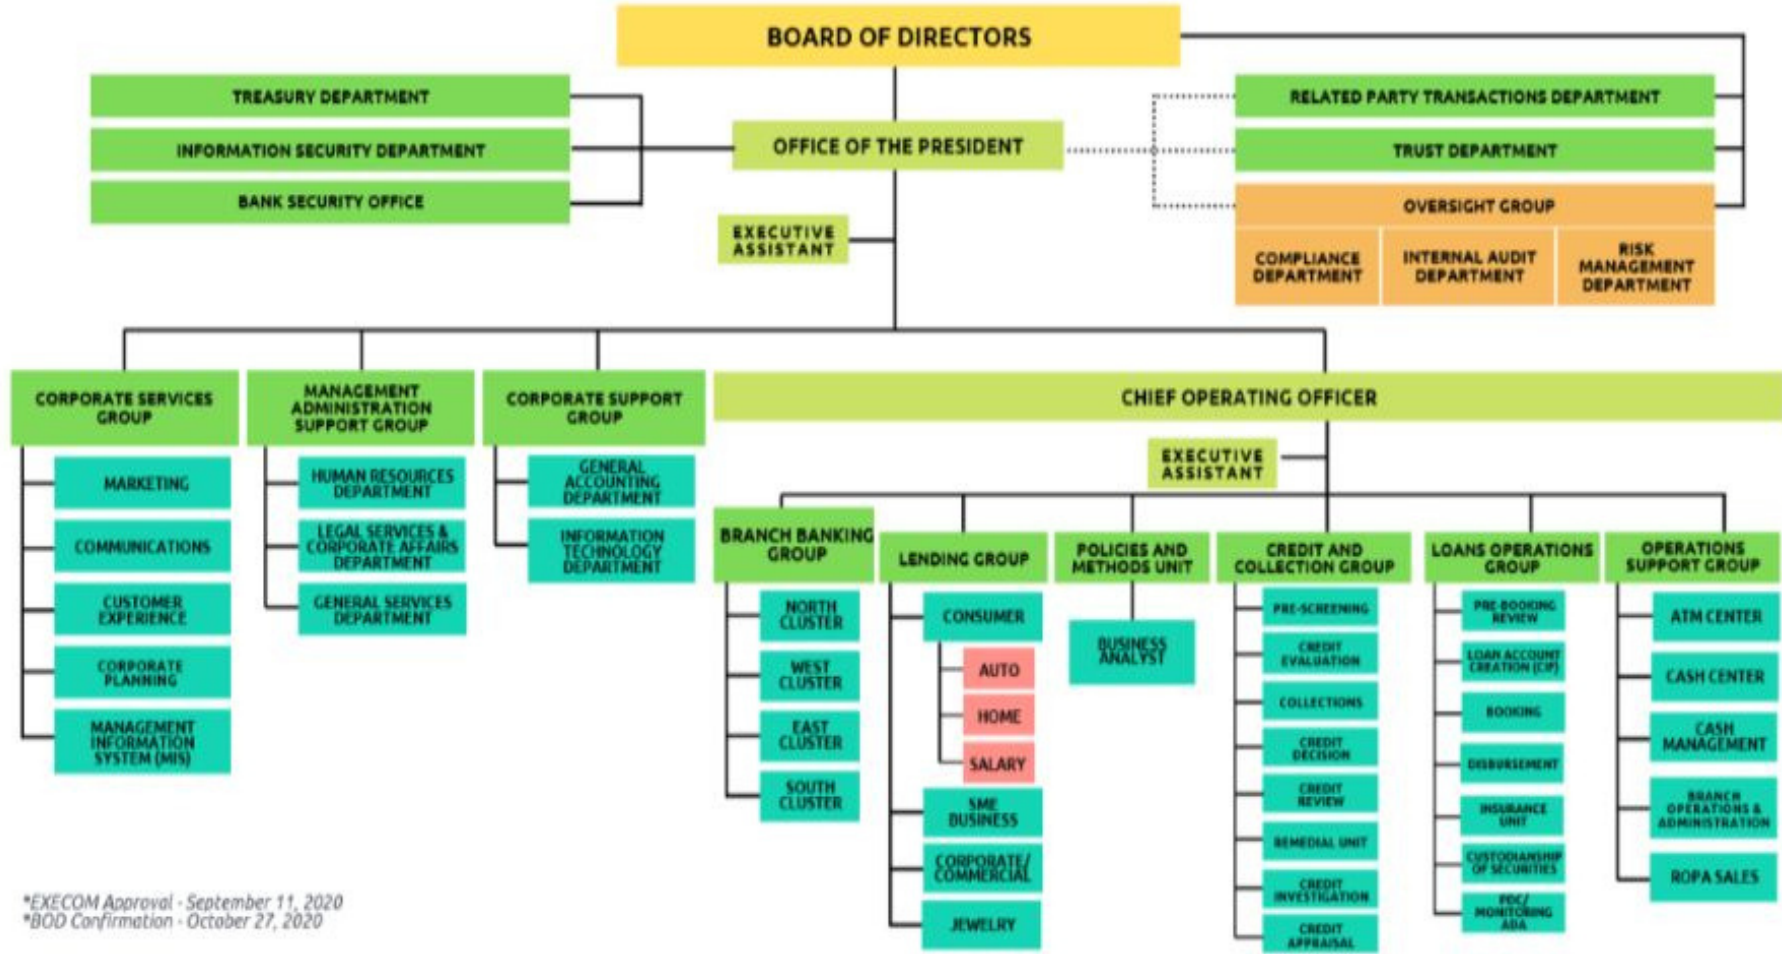 BOARD OF DIRECTORS
TREASURY DEPARTMENT
INFORMATION SECURITY DEPARTMENT
BANK SECURITY OFFICE
OFFICE OF THE PRESIDENT
RELATED PARTY TRANSACTIONS DEPARTMENT
TRUST DEPARTMENT
OVERSIGHT GROUP
COMPLIANCE
DEPARTMENT
INTERNAL AUDIT
DEPARTMENT
RISK
MANAGEMENT
DEPARTMENT
EXECUTIVE
ASSISTANT
CORPORATE SERVICES
GROUP
MARKETING
COMMUNICATIONS
CUSTOMER
EXPERIENCE
CORPORATE
PLANNING
MANAGEMENT
INFORMATION
SYSTEM (MIS)
MANAGEMENT
ADMINISTRATION
SUPPORT GROUP
HUMAN RESOURCES
DEPARTMENT
LEGAL SERVICES &
CORPORATE AFFAIRS
DEPARTMENT
GENERAL SERVICES
DEPARTMENT
CORPORATE SUPPORT
GROUP
GENERAL
ACCOUNTING
DEPARTMENT
INFORMATION
TECHNOLOGY
DEPARTMENT
CHIEF OPERATING OFFICER
EXECUTIVE
ASSISTANT
BRANCH BANKING
GROUP
NORTH
CLUSTER
WEST
CLUSTER
EAST
CLUSTER
SOUTH
CLUSTER
LENDING GROUP
CONSUMER
AUTO
HOME
SALARY
SME
BUSINESS
CORPORATE/
COMMERCIAL
JEWELRY
POLICIES AND
METHODS UNIT
BUSINESS
ANALYST
CREDIT AND
COLLECTION GROUP
PRE-SCREENING
CREDIT
EVALUATION
COLLECTIONS
CREDIT
DECISION
CREDIT
REVIEW
REMEDIAL UNIT
CREDIT
INVESTIGATION
CREDIT
APPRAISAL
LOANS OPERATIONS
GROUP
PRE-BOOKING
REVIEW
LOAN ACCOUNT
CREATION (CIF)
BOOKING
DISBURSEMENT
INSURANCE
UNIT
CUSTODIANSHIP
OF SECURITIES
PDC/
MONITORING
ADA
OPERATIONS
SUPPORT GROUP
ATM CENTER
CASH CENTER
CASH
MANAGEMENT
BRANCH
OPERATIONS &
ADMINISTRATION
ROPA SALES
*EXECOM Approval - September 11, 2020
*BOD Confirmation - October 27, 2020